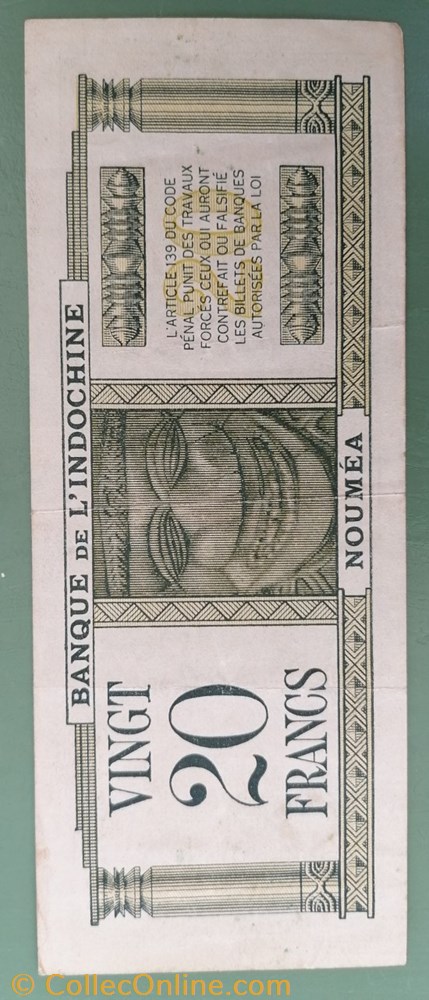 BANQUE DE L'INDOCHINE
VINGT
20
FRANCS
L'ARTICLE 139 DU CODE
PÉNAL PUNIT DES TRAVAUX
FORCÉS CEUX QUI AURONT
CONTREFAIT OU FALSIFIÉ
LES BILLETS DE BANQUES
AUTORISÉES PAR LA LOI
NOUMÉA
© CollecOnline.com